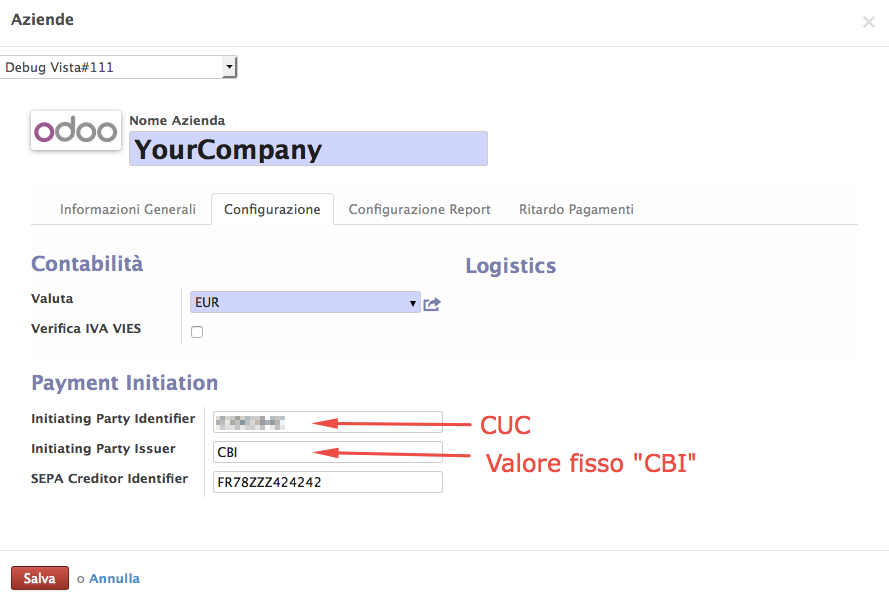 Aziende
×
Debug Vista#111
odoo
Nome Azienda
YourCompany
Informazioni Generali
Configurazione
Configurazione Report
Ritardo Pagamenti
Contabilità
Logistics
Valuta
EUR
Verifica IVA VIES
Payment Initiation
Initiating Party Identifier
CUC
Initiating Party Issuer
CBI
Valore fisso "CBI"
SEPA Creditor Identifier
FR78ZZZ424242
Salva o Annulla